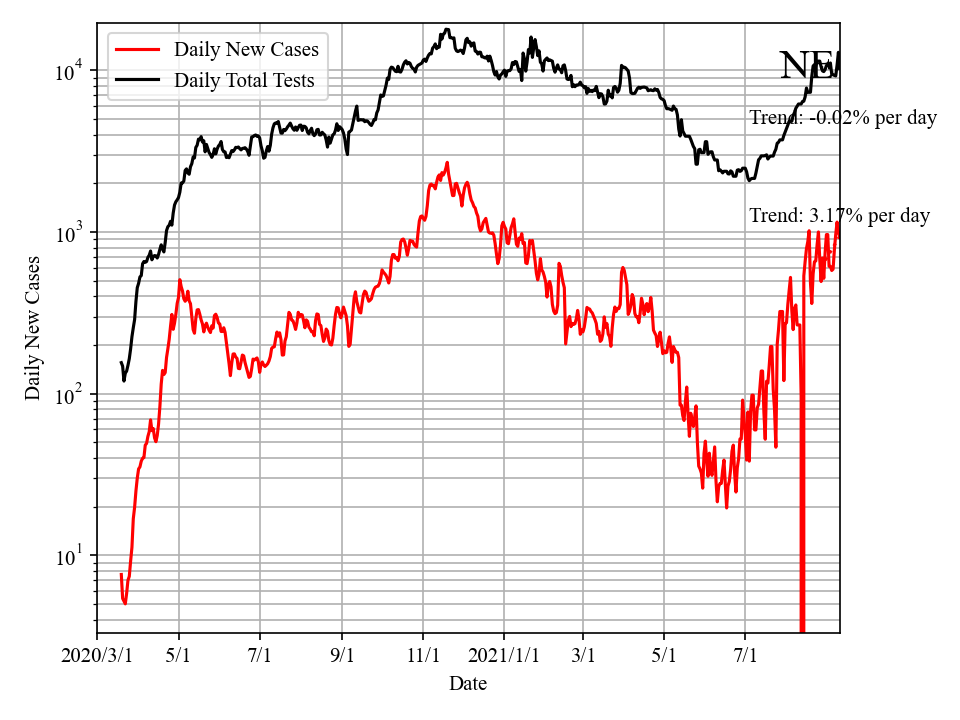 Daily New Cases
Daily Total Tests
NE
Trend: -0.02% per day
Trend: 3.17% per day
10^4
10^3
10^2
10^1
Daily New Cases
2020/3/1 5/1 7/1 9/1 11/1 2021/1/1 3/1 5/1 7/1
Date